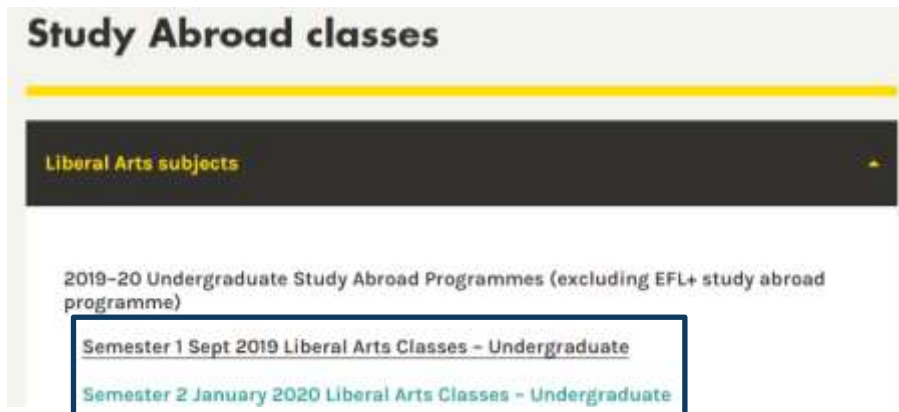 Study Abroad classes
Liberal Arts subjects
2019-20 Undergraduate Study Abroad Programmes (excluding EFL+ study abroad
programme)
Semester 1 Sept 2019 Liberal Arts Classes - Undergraduate
Semester 2 January 2020 Liberal Arts Classes - Undergraduate